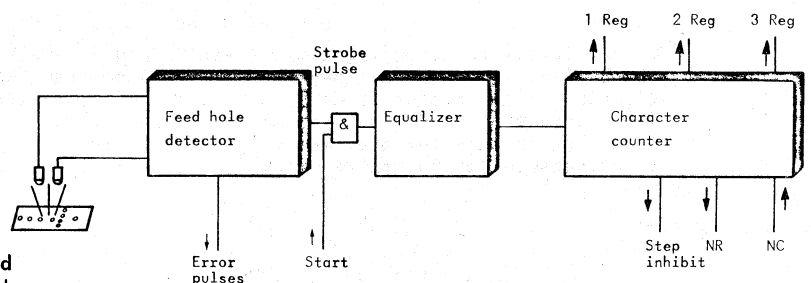 1 Reg 2 Reg 3 Reg
Strobe
pulse
Feed hole
detector
&
Equalizer
Character
counter
Error
pulses
Start
Step
inhibit
NR
NC
d